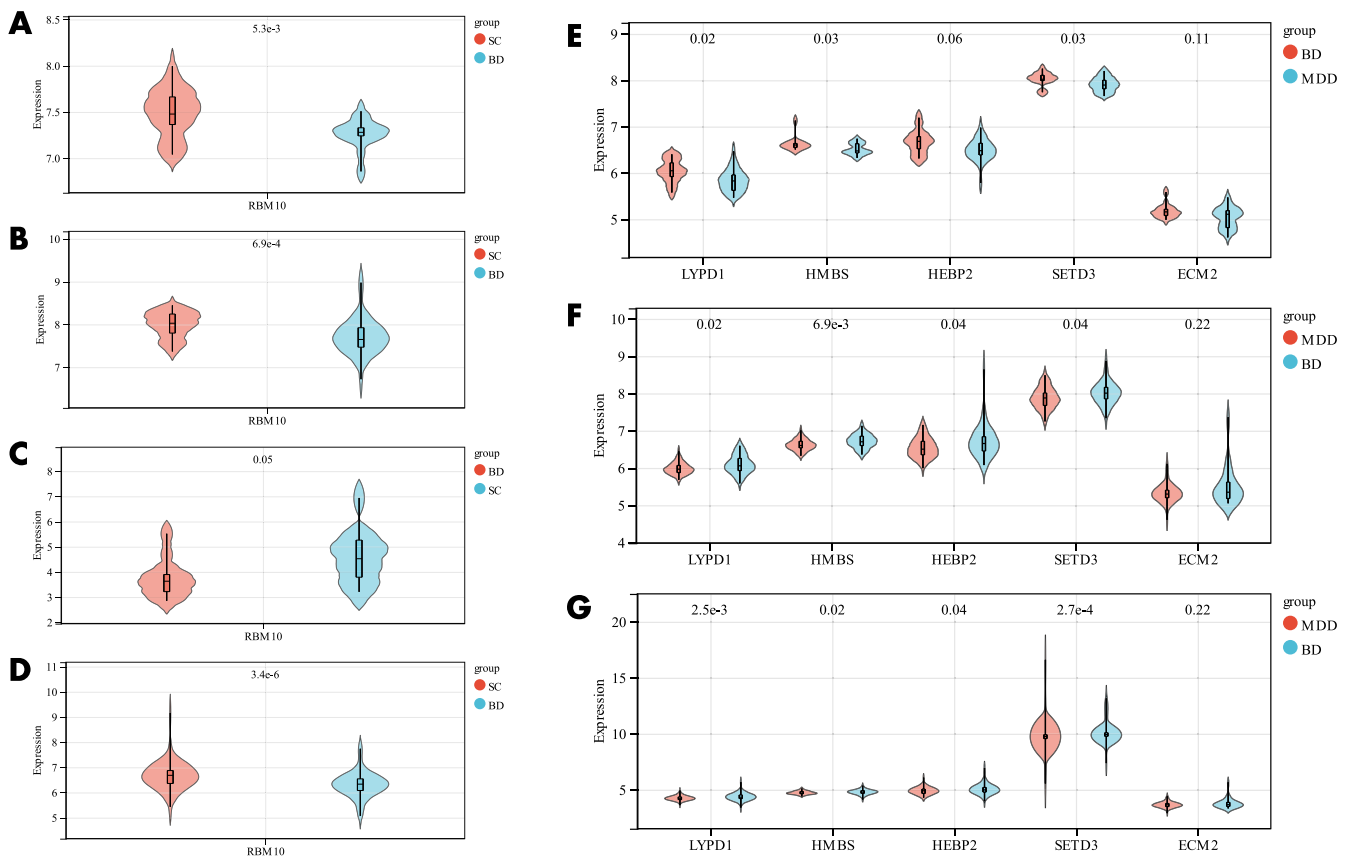 A
8.5
8.0
7.5
7.0
Expression
5.3e-3
RBM10
group
SC
BD
B
10
9
8
7
Expression
6.9e-4
RBM10
group
SC
BD
C
8
7
6
5
4
3
2
Expression
0.05
RBM10
group
BD
SC
D
11
10
9
8
7
6
5
Expression
3.4e-6
RBM10
group
SC
BD
E
9
8
7
6
5
Expression
0.02 0.03 0.06 0.03 0.11
LYPD1 HMBS HEBP2 SETD3 ECM2
group
BD
MDD
F
10
9
8
7
6
5
4
Expression
0.02 6.9e-3 0.04 0.04 0.22
LYPD1 HMBS HEBP2 SETD3 ECM2
group
MDD
BD
G
20
15
10
5
Expression
2.5e-3 0.02 0.04 2.7e-4 0.22
LYPD1 HMBS HEBP2 SETD3 ECM2
group
MDD
BD